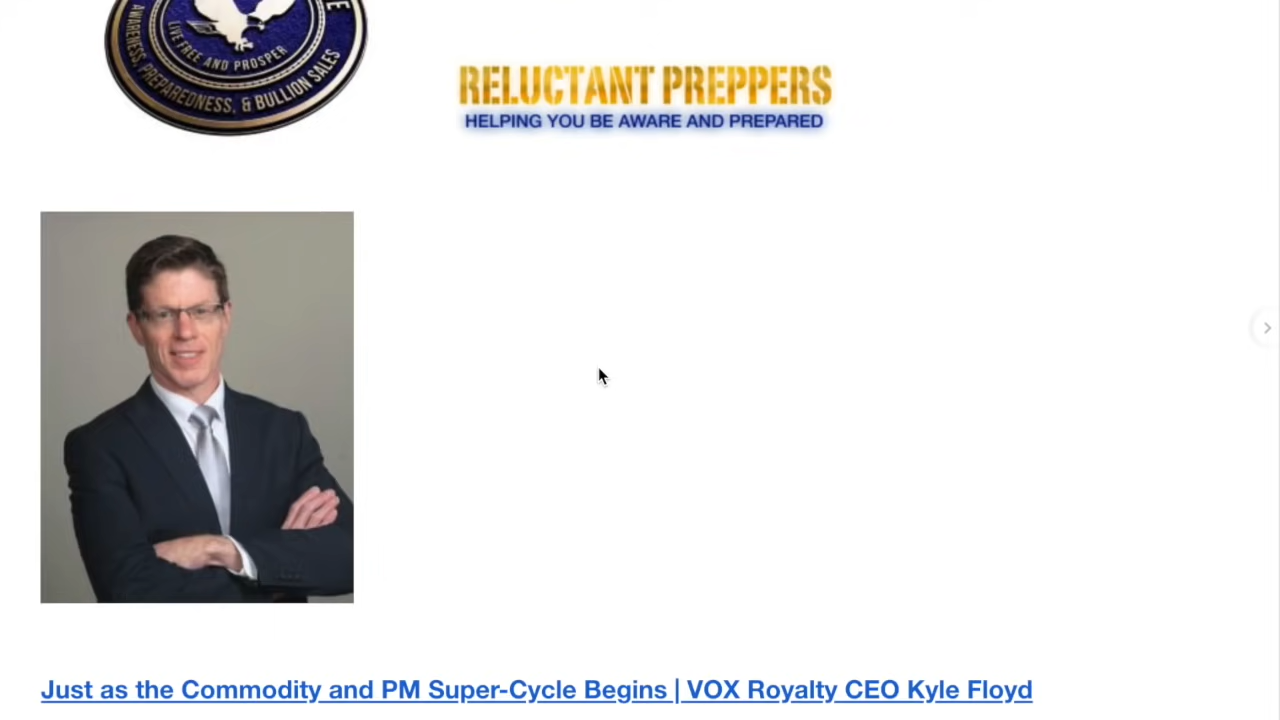 LIVE FREE AND PROSPER
AWARENESS, PREPAREDNESS, & BULLION SALES
RELUCTANT PREPPERS
HELPING YOU BE AWARE AND PREPARED
Just as the Commodity and PM Super-Cycle Begins | VOX Royalty CEO Kyle Floyd